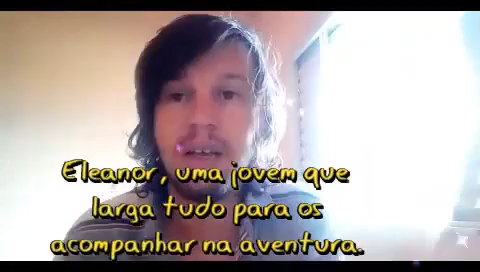 Eleanor, uma jovem que
larga tudo para os
acompanhar na aventura.